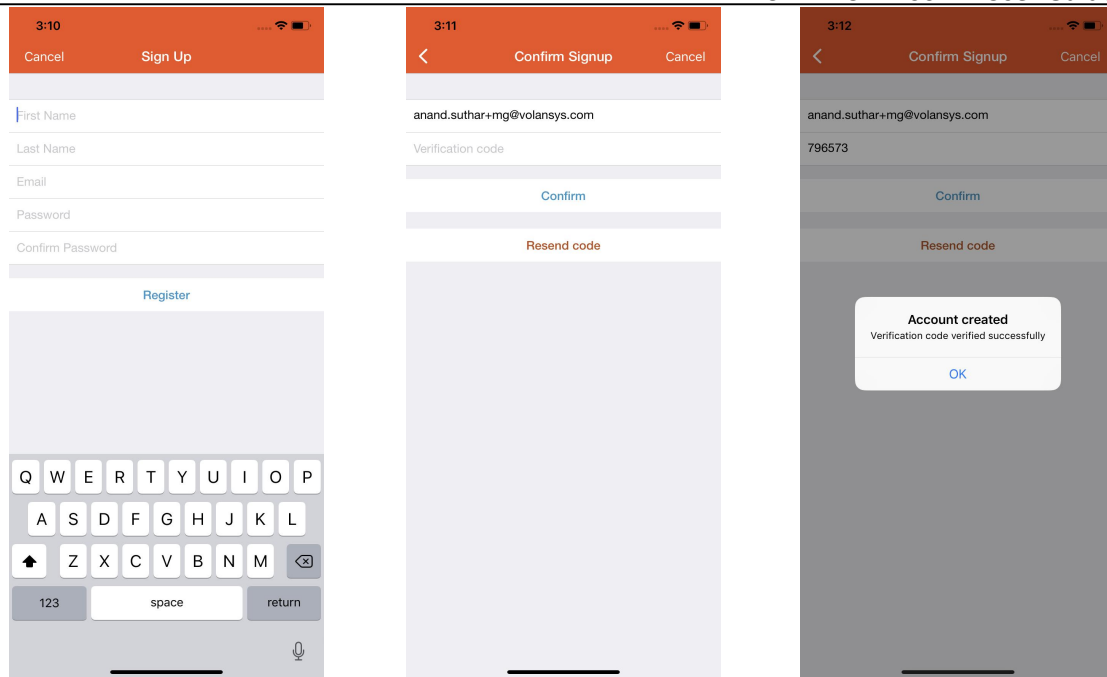 3:10
Cancel Sign Up
First Name
Last Name
Email
Password
Confirm Password
Register
Q W E R T Y U I O P
A S D F G H J K L
Z X C V B N M
123 space return
3:11
Confirm Signup Cancel
anand.suthar+mg@volansys.com
Verification code
Confirm
Resend code
3:12
Confirm Signup Cancel
anand.suthar+mg@volansys.com
796573
Confirm
Resend code
Account created
Verification code verified successfully
OK